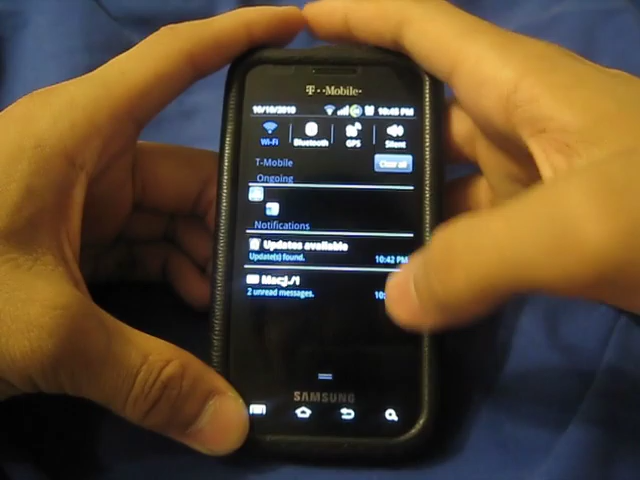 T··Mobile·
10/10/2010 10:45 PM
Wi-Fi Bluetooth GPS Silent
T-Mobile Clear all
Ongoing
Notifications
Updates available
Update(s) found. 10:42 PM
2 unread messages. 10:
SAMSUNG